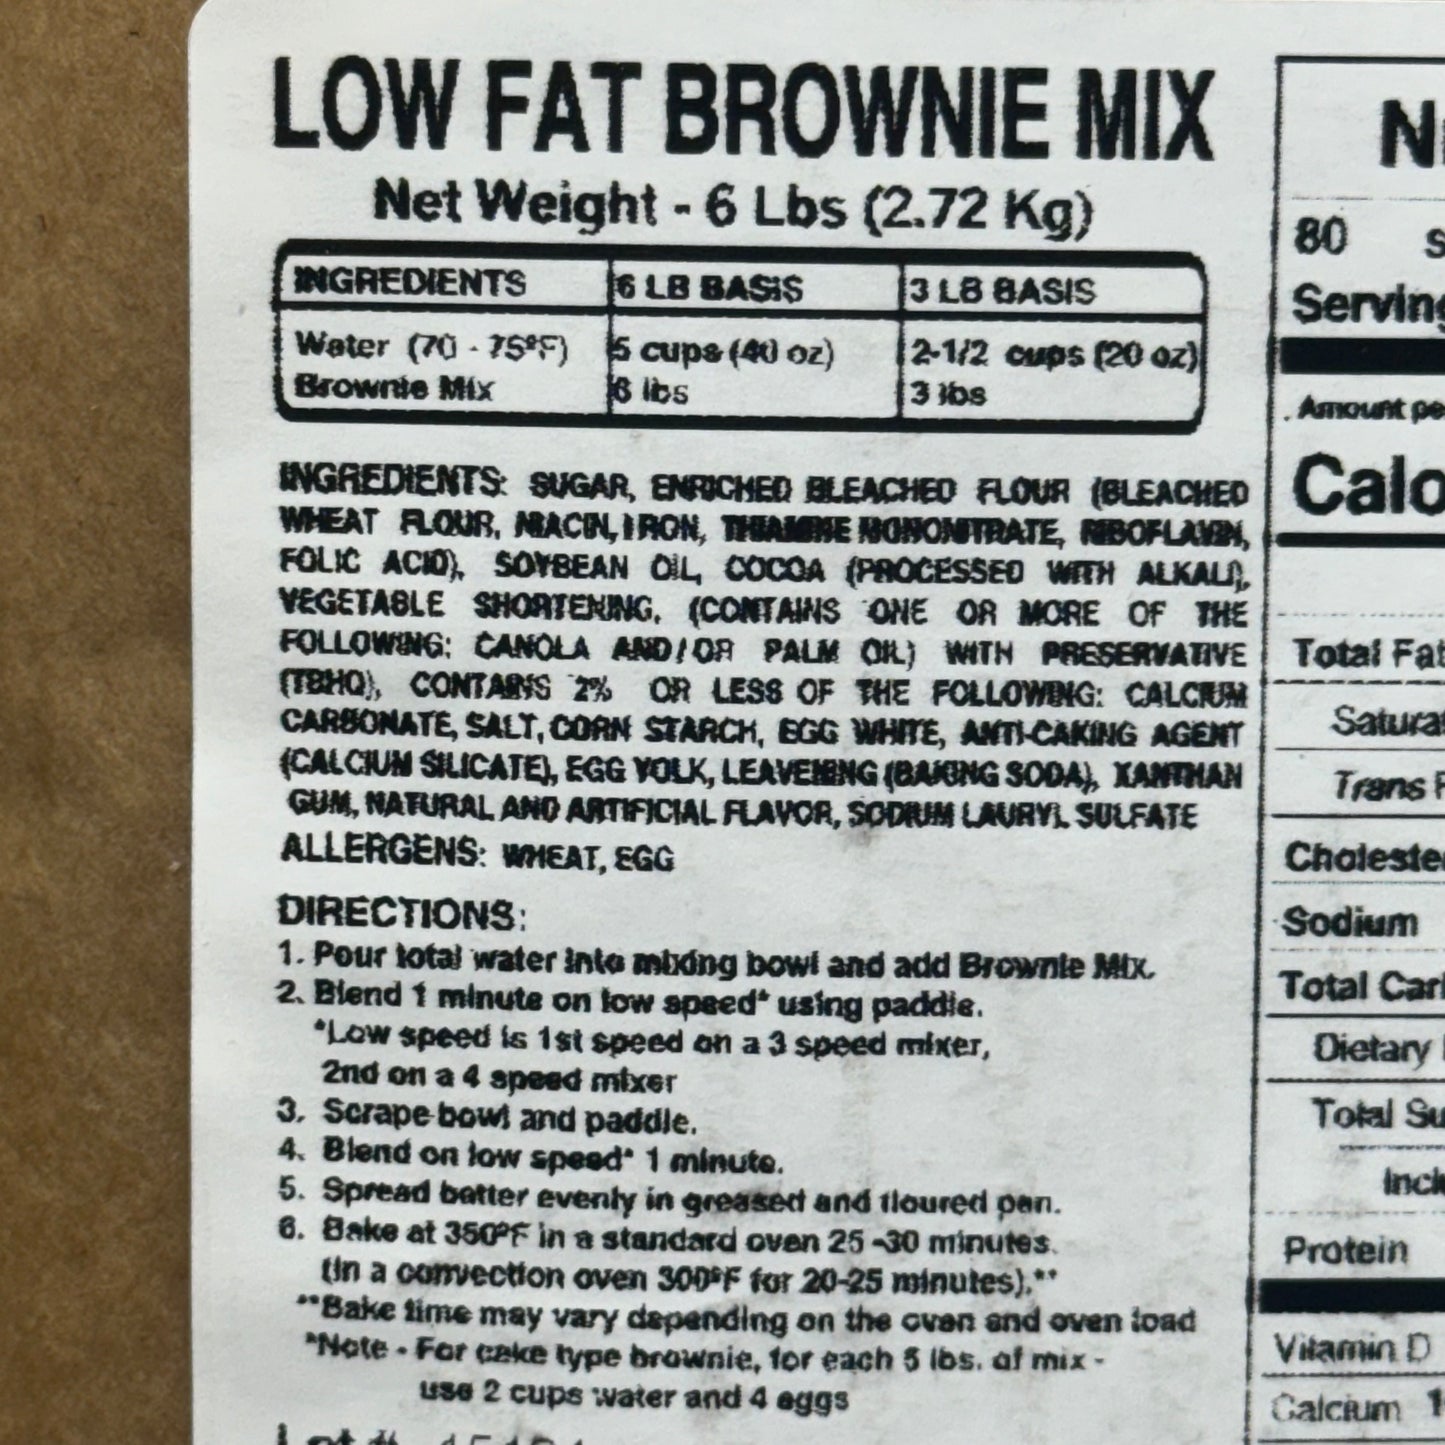 LOW FAT BROWNIE MIX
Net Weight - 6 Lbs (2.72 Kg)
INGREDIENTS 6 LB BASIS 3 LB BASIS
Water (70 - 75ºF) 5 cups (40 oz) 2-1/2 cups (20 oz)
Brownie Mix 6 lbs 3 lbs
INGREDIENTS: SUGAR, ENRICHED BLEACHED FLOUR (BLEACHED
WHEAT FLOUR, NIACIN, IRON, THIAMINE MONONITRATE, RIBOFLAVIN,
FOLIC ACID), SOYBEAN OIL, COCOA (PROCESSED WITH ALKALI),
VEGETABLE SHORTENING, (CONTAINS ONE OR MORE OF THE
FOLLOWING: CANOLA AND/OR PALM OIL) WITH PRESERVATIVE
(TBHQ), CONTAINS 2% OR LESS OF THE FOLLOWING: CALCIUM
CARBONATE, SALT, CORN STARCH, EGG WHITE, ANTI-CAKING AGENT
(CALCIUM SILICATE), EGG YOLK, LEAVENING (BAKING SODA), XANTHAN
GUM, NATURAL AND ARTIFICIAL FLAVOR, SODIUM LAURYL SULFATE
ALLERGENS: WHEAT, EGG
DIRECTIONS:
1. Pour total water into mixing bowl and add Brownie Mix.
2. Blend 1 minute on low speed* using paddle.
*Low speed is 1st speed on a 3 speed mixer,
2nd on a 4 speed mixer
3. Scrape bowl and paddle.
4. Blend on low speed* 1 minute.
5. Spread batter evenly in greased and floured pan.
6. Bake at 350ºF in a standard oven 25 -30 minutes.
(In a convection oven 300ºF for 20-25 minutes).**
**Bake time may vary depending on the oven and oven load
*Note - For cake type brownie, for each 5 lbs. of mix -
use 2 cups water and 4 eggs
Lot #
80
Serving
Amount pe
Calo
Total Fat
Satura
Trans F
Cholester
Sodium
Total Carb
Dietary
Total Su
Incl
Protein
Vitamin D
Calcium 1